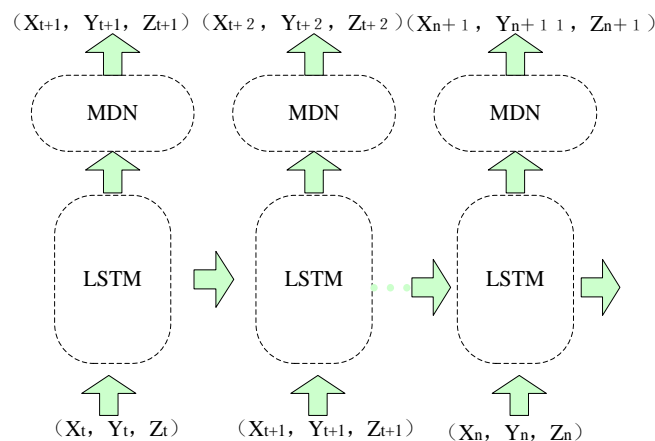 (Xt+1, Yt+1, Zt+1) (Xt+2, Yt+2, Zt+2) (Xn+1, Yn+11, Zn+1)
MDN MDN MDN
LSTM LSTM LSTM
(Xt, Yt, Zt) (Xt+1, Yt+1, Zt+1) (Xn, Yn, Zn)